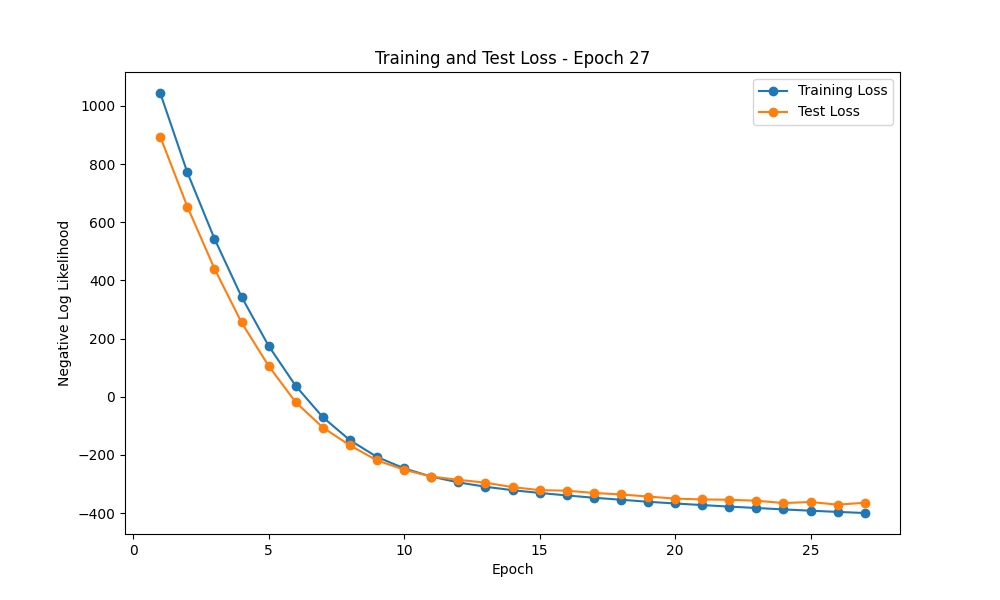 Training and Test Loss - Epoch 27
Training Loss
Test Loss
Negative Log Likelihood
1000
800
600
400
200
0
−200
−400
0
5
10
15
20
25
Epoch